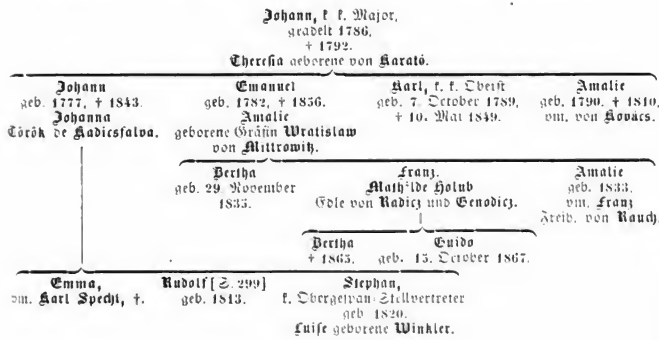 Johann, k. k. Major,
geadelt 1786,
† 1792.
Theresia geborene von Karató.
Johann
geb. 1777, † 1843.
Johanna
Török de Kadicsfalva.
Emanuel
geb. 1782, † 1856.
Amalie
geborene Gräfin Wratislaw
von Mittrowitz.
Karl, k. k. Oberst
geb. 7. October 1789,
† 10. Mai 1849.
Amalie
geb. 1790, † 1810,
vm. von Kovács.
Bertha
geb. 29. November
1835.
Franz.
Mathilde Holub
Edle von Radicz und Genodicz.
Amalie
geb. 1833.
vm. Franz
Freih. von Rauch.
Bertha
† 1865.
Guido
geb. 15. October 1867.
Emma,
vm. Karl Spechl, †.
Rudolf [S. 299]
geb. 1813.
Stephan,
k. Obergespan-Stellvertreter
geb 1820.
Luise geborene Winkler.